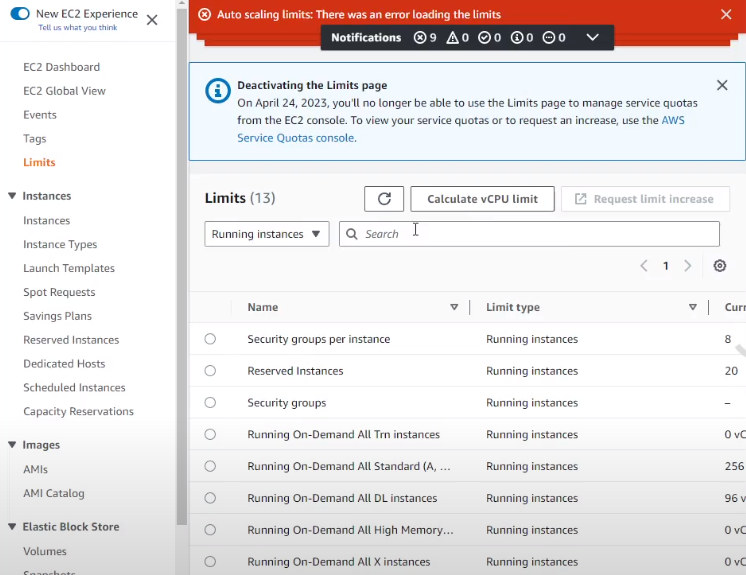 New EC2 Experience
Tell us what you think
EC2 Dashboard
EC2 Global View
Events
Tags
Limits
Instances
Instances
Instance Types
Launch Templates
Spot Requests
Savings Plans
Reserved Instances
Dedicated Hosts
Scheduled Instances
Capacity Reservations
Images
AMIs
AMI Catalog
Elastic Block Store
Volumes
Snapshots
Auto scaling limits: There was an error loading the limits
Notifications 9 0 0 0 0
Deactivating the Limits page
On April 24, 2023, you'll no longer be able to use the Limits page to manage service quotas
from the EC2 console. To view your service quotas or to request an increase, use the AWS
Service Quotas console.
Limits (13) Calculate vCPU limit Request limit increase
Running instances Search
1
Name Limit type Curr
Security groups per instance Running instances 8
Reserved Instances Running instances 20
Security groups Running instances –
Running On-Demand All Trn instances Running instances 0 vC
Running On-Demand All Standard (A, ... Running instances 256
Running On-Demand All DL instances Running instances 96 v
Running On-Demand All High Memory... Running instances 0 vC
Running On-Demand All X instances Running instances 0 vC